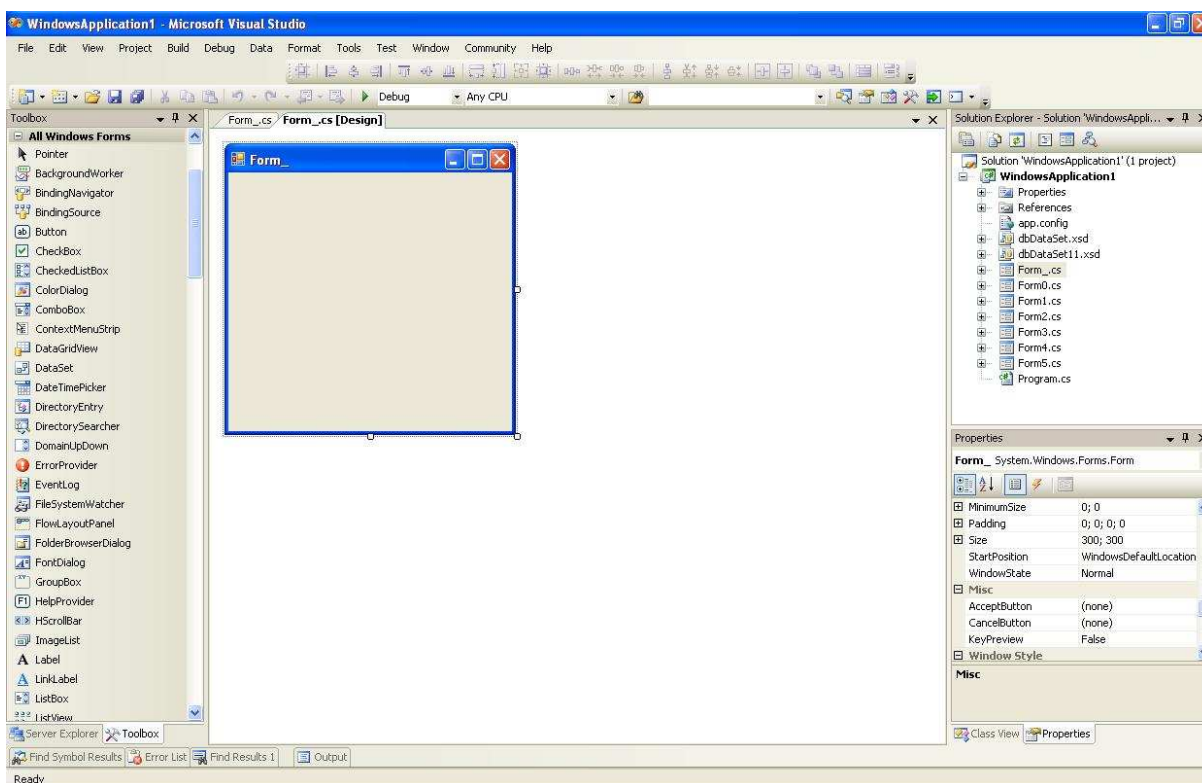 WindowsApplication1 - Microsoft Visual Studio
File Edit View Project Build Debug Data Format Tools Test Window Community Help
Debug Any CPU
Toolbox
All Windows Forms
Pointer
BackgroundWorker
BindingNavigator
BindingSource
Button
CheckBox
CheckedListBox
ColorDialog
ComboBox
ContextMenuStrip
DataGridView
DataSet
DateTimePicker
DirectoryEntry
DirectorySearcher
DomainUpDown
ErrorProvider
EventLog
FileSystemWatcher
FlowLayoutPanel
FolderBrowserDialog
FontDialog
GroupBox
HelpProvider
HScrollBar
ImageList
Label
LinkLabel
ListBox
ListView
Server Explorer Toolbox
Form_.cs Form_.cs [Design]
Form_
Solution Explorer - Solution 'WindowsAppli...
Solution 'WindowsApplication1' (1 project)
WindowsApplication1
Properties
References
app.config
dbDataSet.xsd
dbDataSet11.xsd
Form_.cs
Form0.cs
Form1.cs
Form2.cs
Form3.cs
Form4.cs
Form5.cs
Program.cs
Properties
Form_ System.Windows.Forms.Form
MinimumSize 0; 0
Padding 0; 0; 0; 0
Size 300; 300
StartPosition WindowsDefaultLocation
WindowState Normal
Misc
AcceptButton (none)
CancelButton (none)
KeyPreview False
Window Style
Misc
Class View Properties
Find Symbol Results Error List Find Results 1 Output
Ready